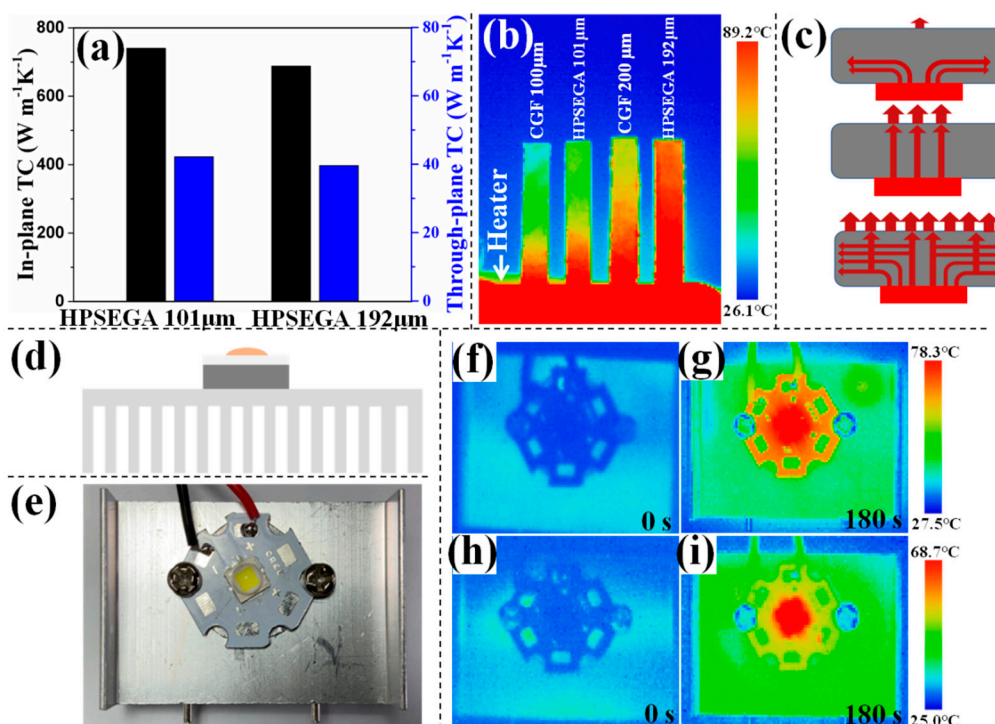 (a)
In-plane TC (W m⁻¹K⁻¹)
800
600
400
200
0
80
60
40
20
0
Through-plane TC (W m⁻¹K⁻¹)
HPSEGA 101μm
HPSEGA 192μm
(b)
CGF 100μm
HPSEGA 101μm
CGF 200 μm
HPSEGA 192μm
Heater
89.2°C
26.1°C
(c)
(d)
(e)
(f)
0 s
(g)
180 s
78.3°C
27.5°C
(h)
0 s
(i)
180 s
68.7°C
25.0°C